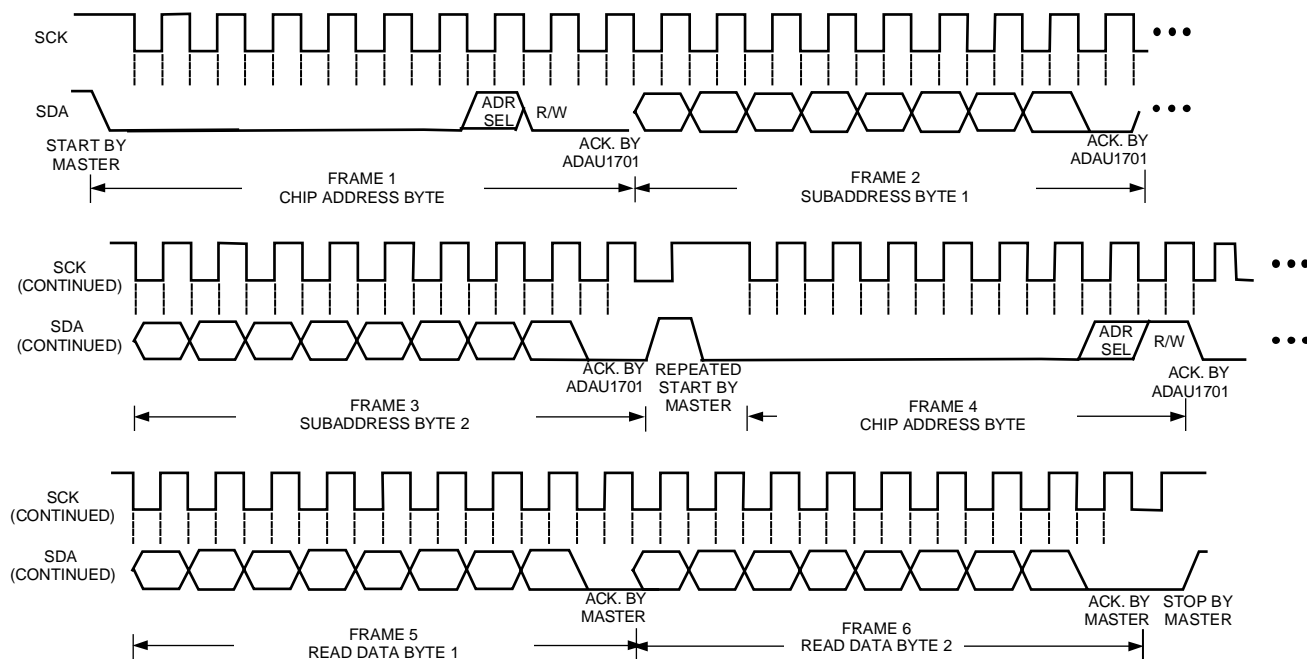 SCK
SDA
ADR
SEL
R/W
START BY
MASTER
ACK. BY
ADAU1701
ACK. BY
ADAU1701
FRAME 1
CHIP ADDRESS BYTE
FRAME 2
SUBADDRESS BYTE 1
SCK
(CONTINUED)
SDA
(CONTINUED)
ADR
SEL
R/W
ACK. BY
ADAU1701
REPEATED
START BY
MASTER
ACK. BY
ADAU1701
FRAME 3
SUBADDRESS BYTE 2
FRAME 4
CHIP ADDRESS BYTE
SCK
(CONTINUED)
SDA
(CONTINUED)
ACK. BY
MASTER
ACK. BY
MASTER
STOP BY
MASTER
FRAME 5
READ DATA BYTE 1
FRAME 6
READ DATA BYTE 2